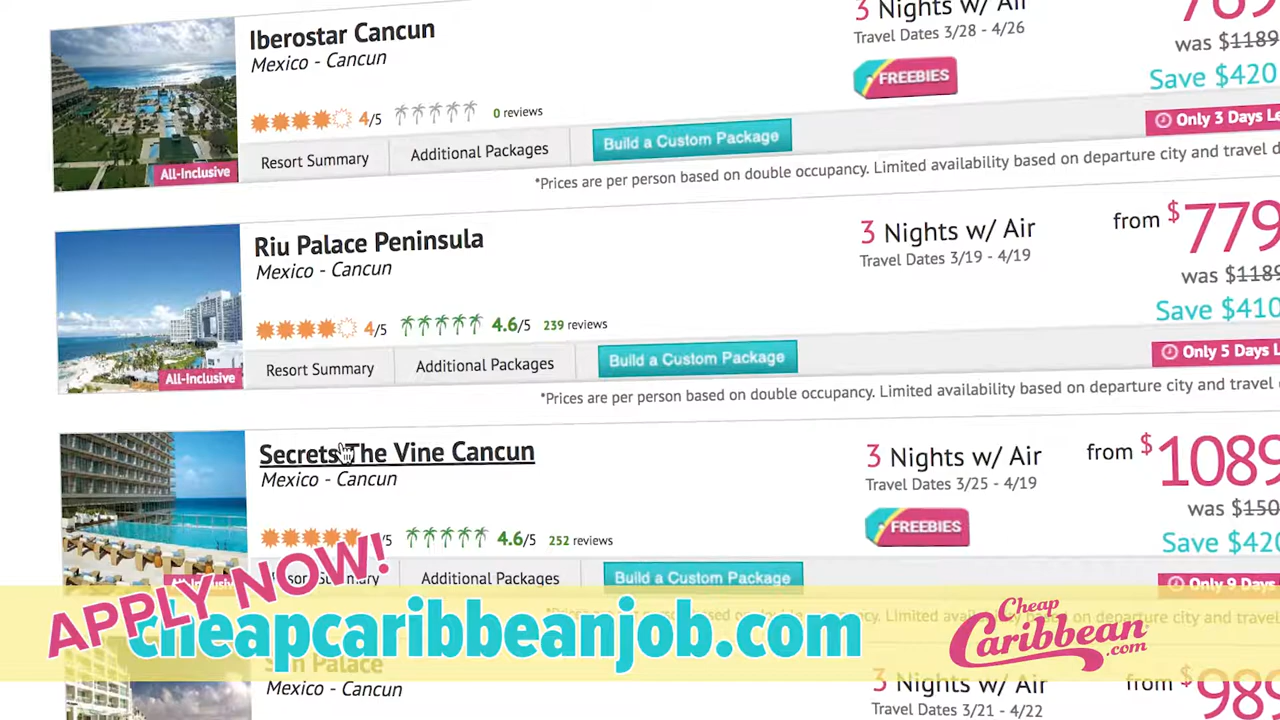 Iberostar Cancun
Mexico - Cancun
4/5
0 reviews
Resort Summary
Additional Packages
Build a Custom Package
3 Nights w/ Air
Travel Dates 3/28 - 4/26
FREEBIES
was $1189
Save $420
Only 3 Days
All-Inclusive
*Prices are per person based on double occupancy. Limited availability based on departure city and travel
Riu Palace Peninsula
Mexico - Cancun
4/5
4.6/5
239 reviews
Resort Summary
Additional Packages
Build a Custom Package
3 Nights w/ Air
Travel Dates 3/19 - 4/19
from $779
was $1189
Save $410
Only 5 Days
All-Inclusive
*Prices are per person based on double occupancy. Limited availability based on departure city and travel
Secrets The Vine Cancun
Mexico - Cancun
/5
4.6/5
252 reviews
Additional Packages
Build a Custom Package
3 Nights w/ Air
Travel Dates 3/25 - 4/19
FREEBIES
from $1089
was $150
Save $420
Only 9 Days
APPLY NOW!
cheapcaribbeanjob.com
Cheap
Caribbean
.com
Palace
Mexico - Cancun
3 Nights w/ Air
Travel Dates 3/21 - 4/22
from $989